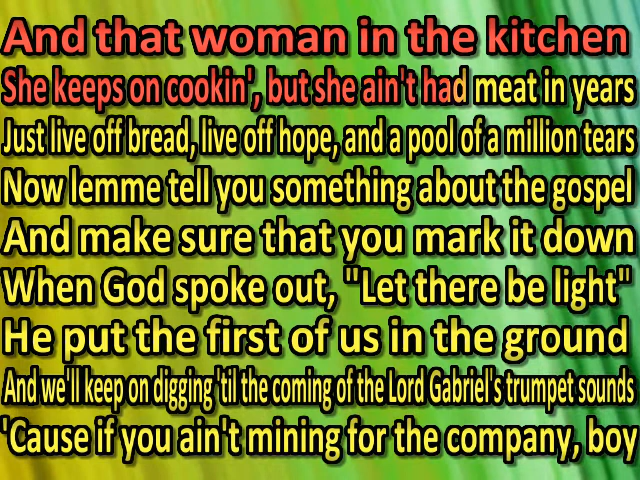 And that woman in the kitchen
She keeps on cookin', but she ain't had meat in years
Just live off bread, live off hope, and a pool of a million tears
Now lemme tell you something about the gospel
And make sure that you mark it down
When God spoke out, "Let there be light"
He put the first of us in the ground
And we'll keep on digging 'til the coming of the Lord Gabriel's trumpet sounds
'Cause if you ain't mining for the company, boy